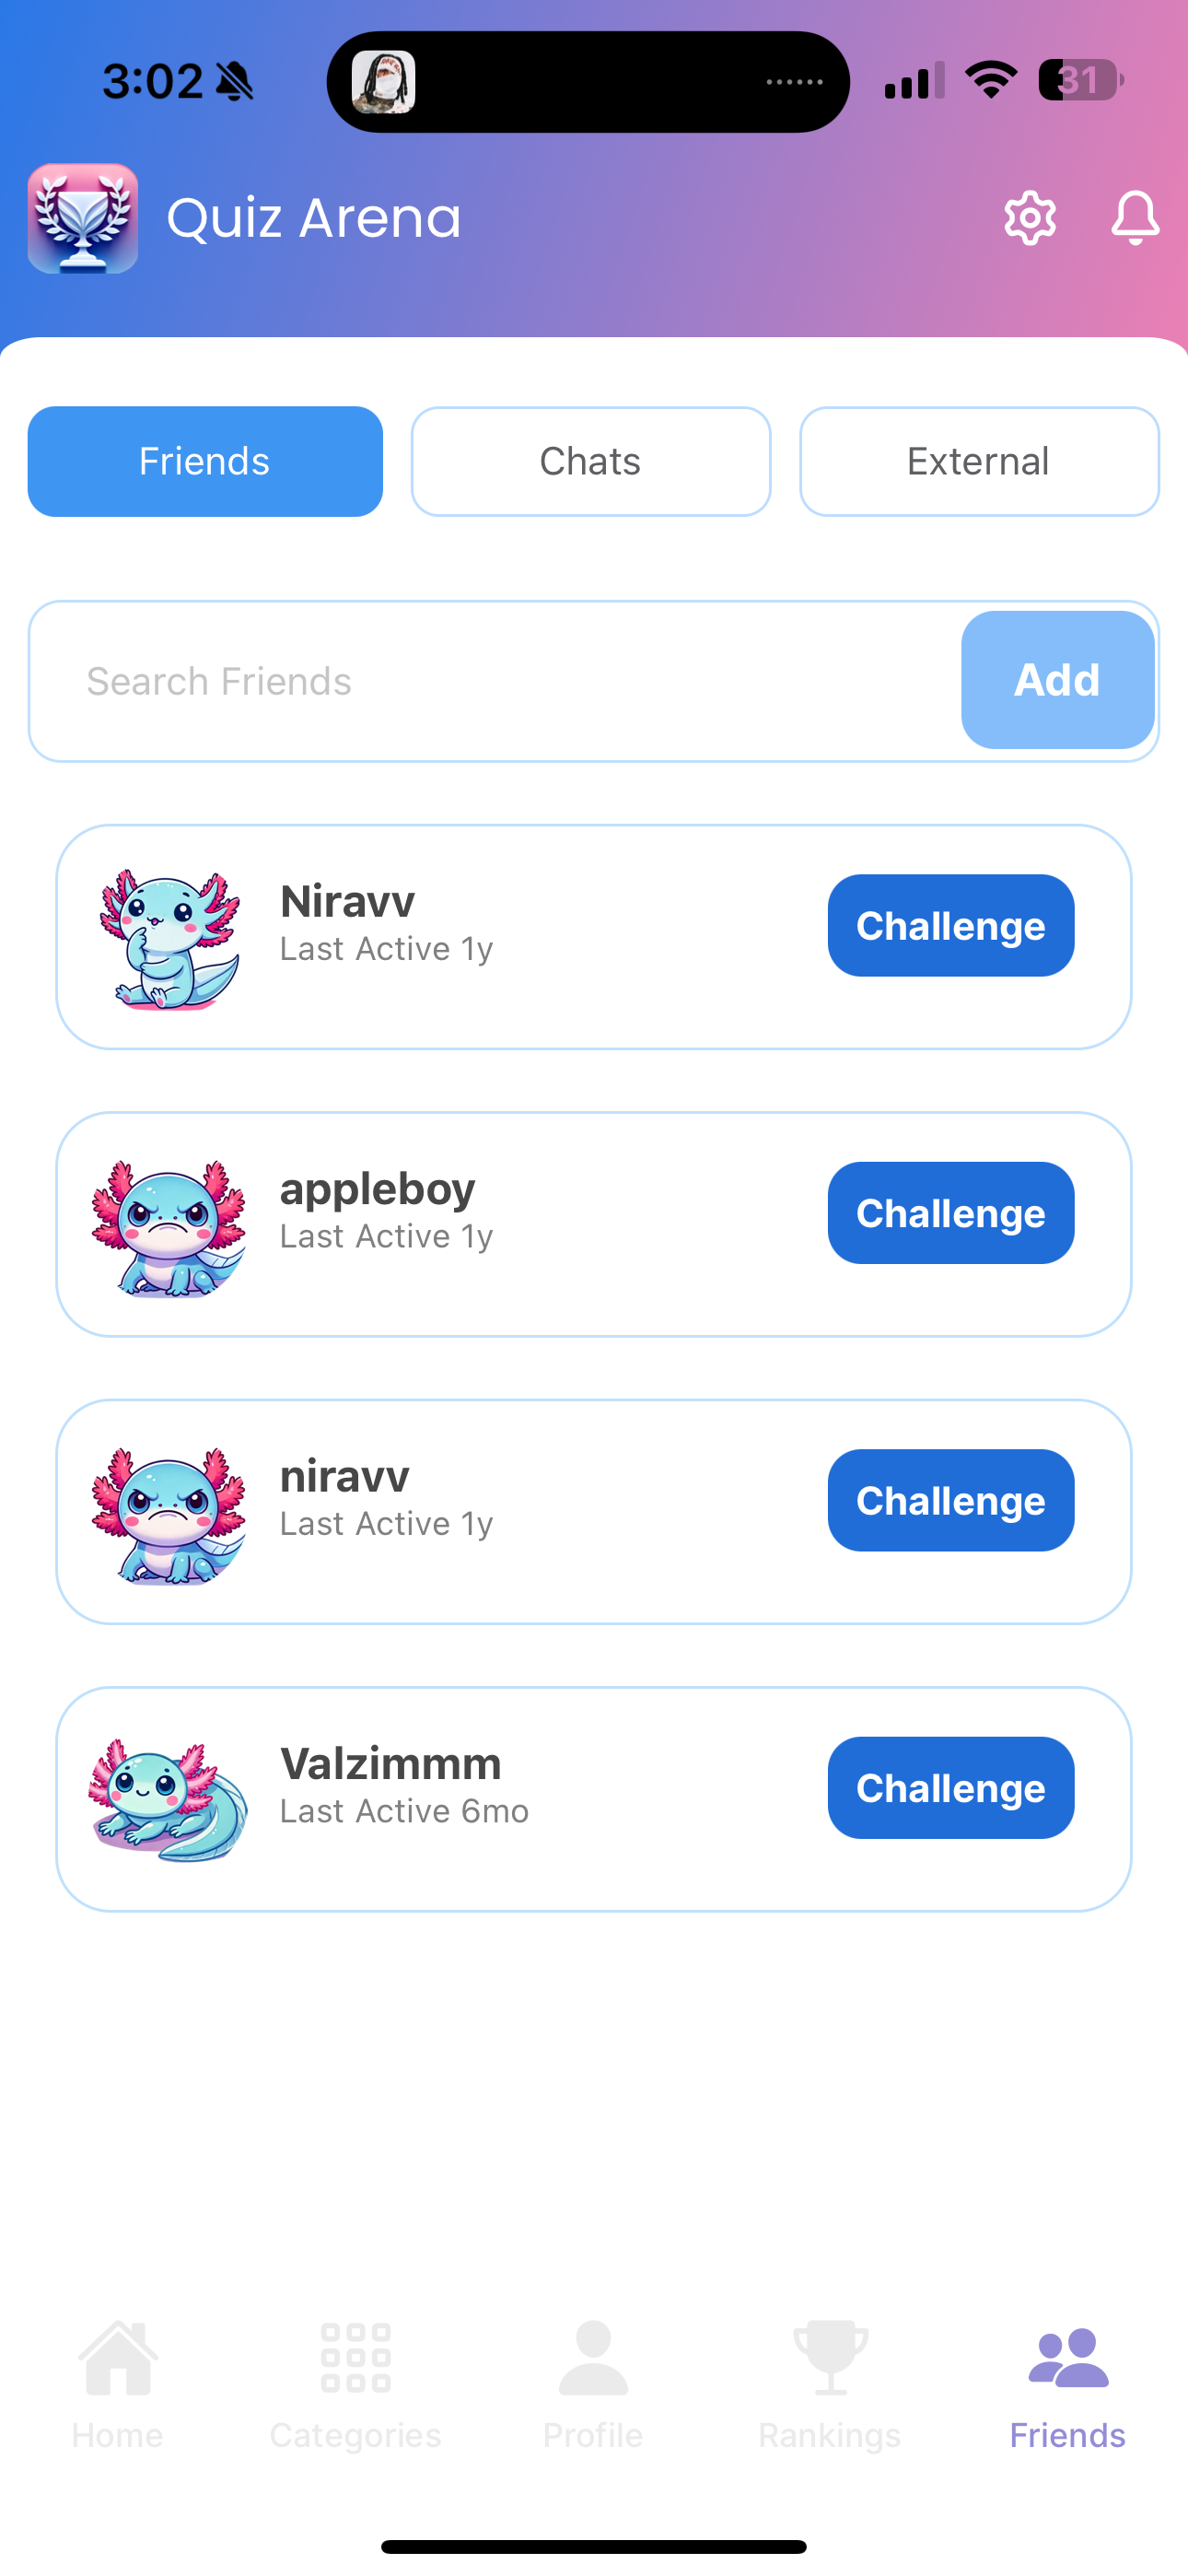 3:02
31
Quiz Arena
Friends
Chats
External
Search Friends
Add
Niravv
Last Active 1y
Challenge
appleboy
Last Active 1y
Challenge
niravv
Last Active 1y
Challenge
Valzimmm
Last Active 6mo
Challenge
Home
Categories
Profile
Rankings
Friends